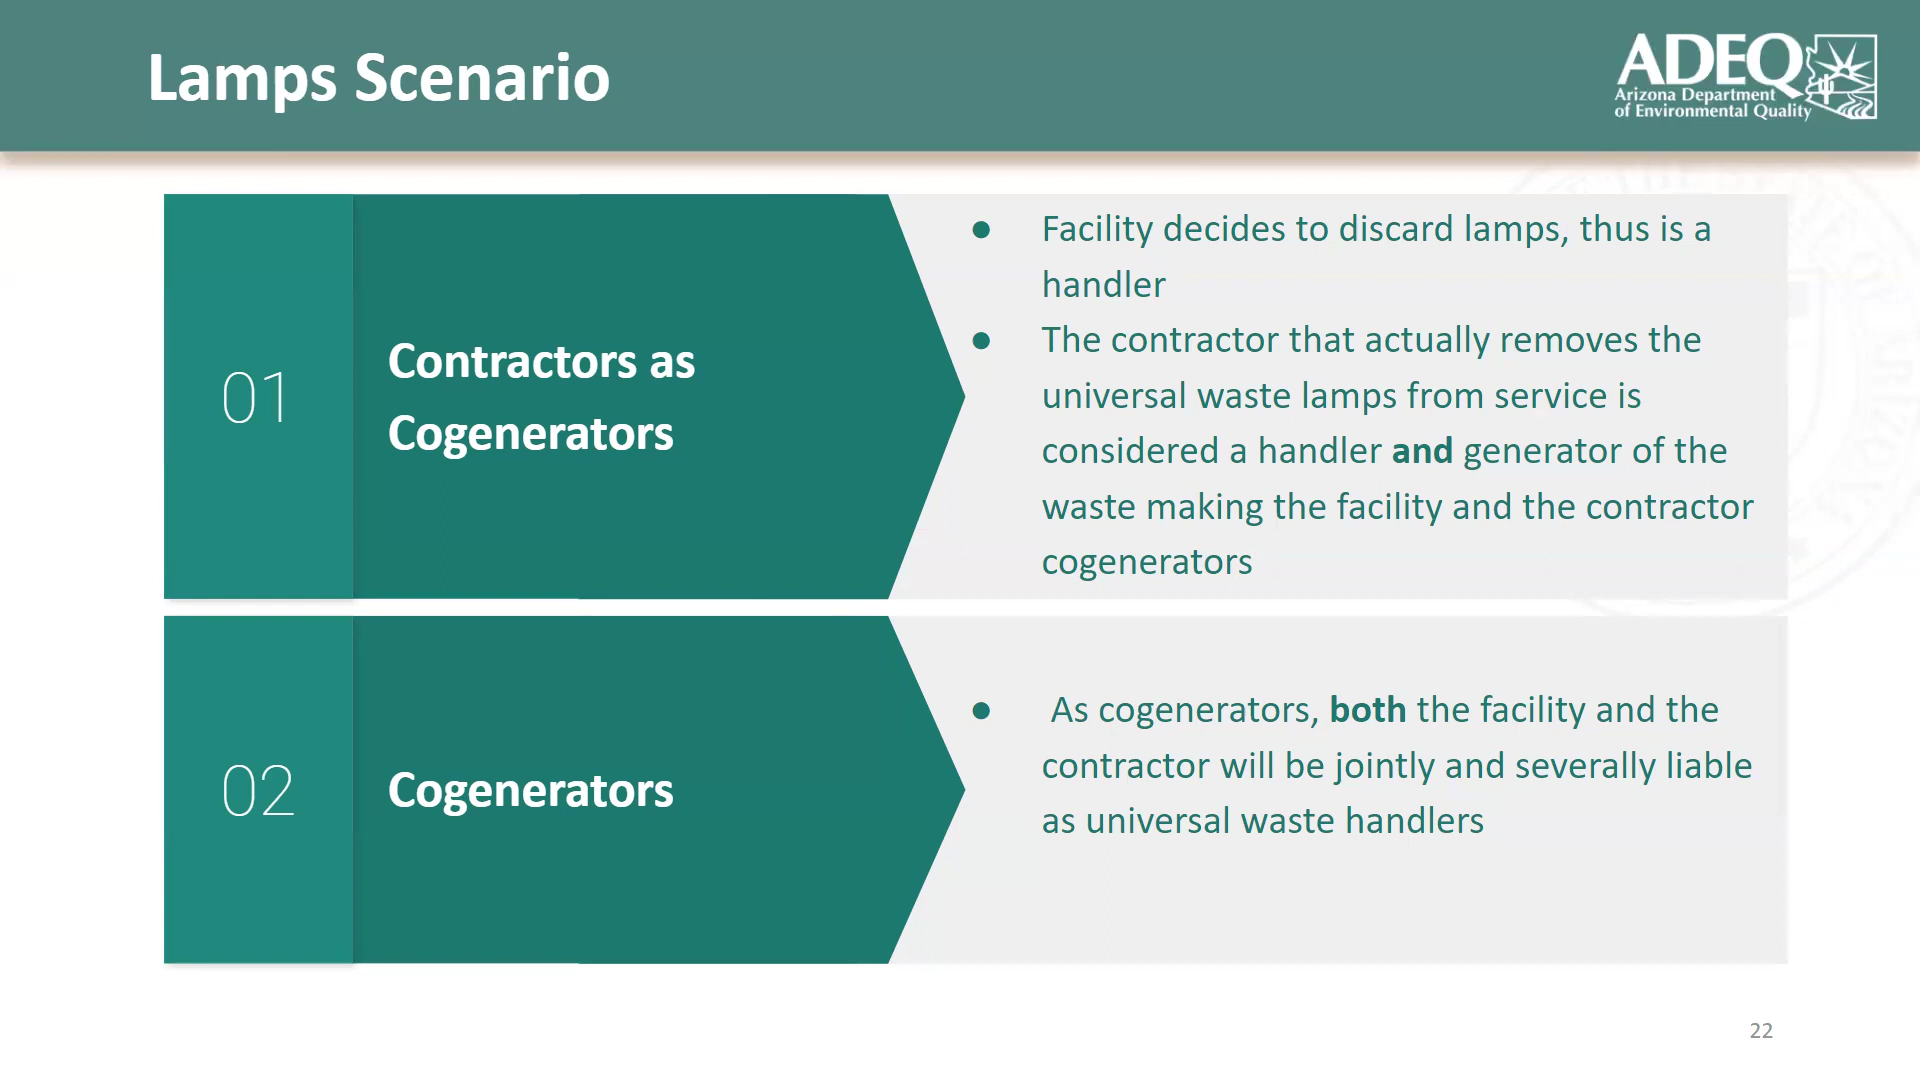 Lamps Scenario
ADEQ
Arizona Department
of Environmental Quality
01
Contractors as
Cogenerators
● Facility decides to discard lamps, thus is a
handler
● The contractor that actually removes the
universal waste lamps from service is
considered a handler and generator of the
waste making the facility and the contractor
cogenerators
02
Cogenerators
● As cogenerators, both the facility and the
contractor will be jointly and severally liable
as universal waste handlers
22